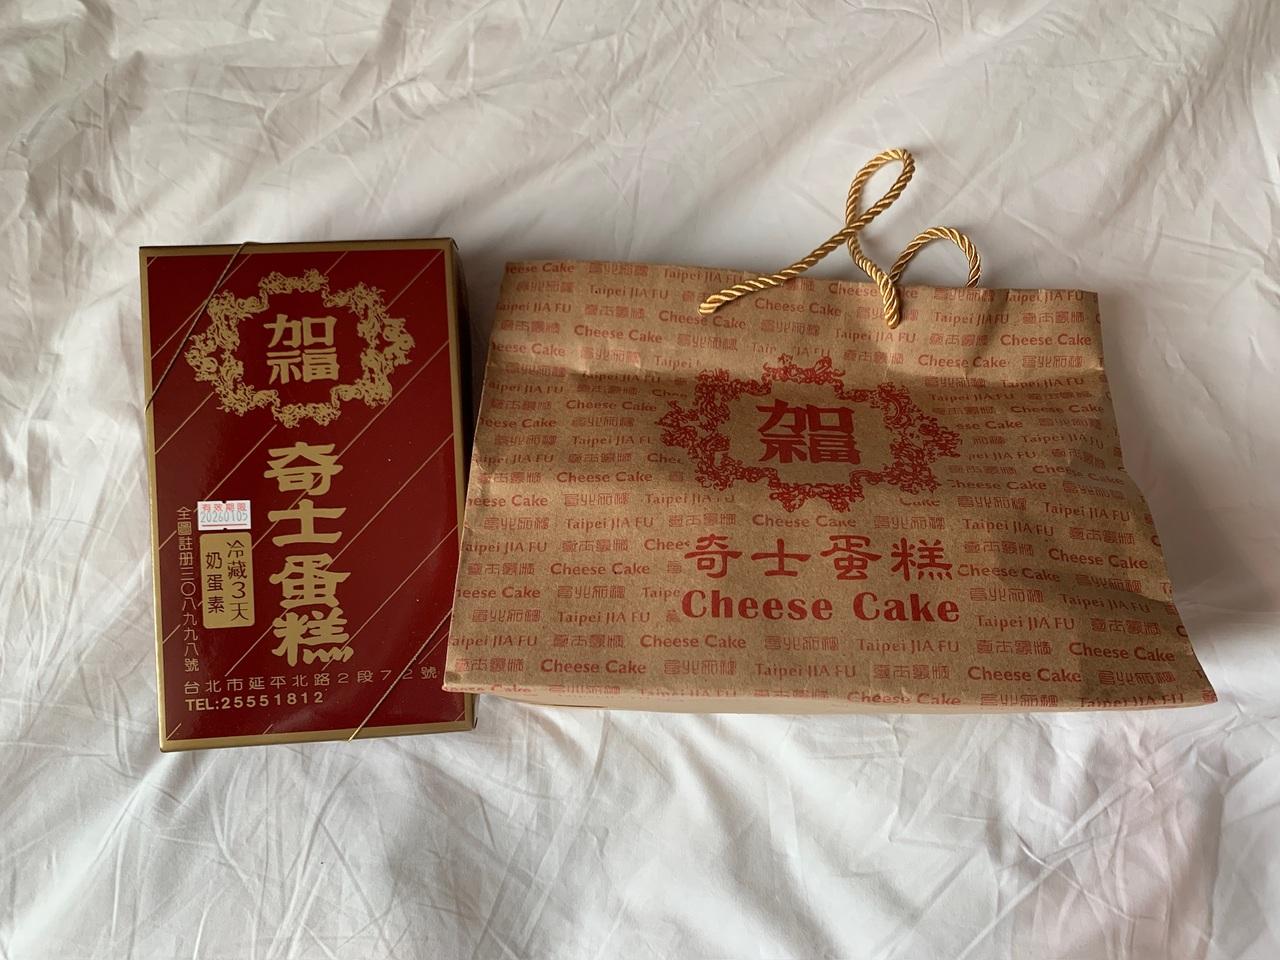 加
福
奇士蛋糕
有效期限
20260105
冷藏3天
奶蛋素
全國註册三〇八九九八號
台北市延平北路2段72號
TEL:25551812
Cheese Cake
Taipei JIA FU
加
福
奇士蛋糕
Cheese Cake